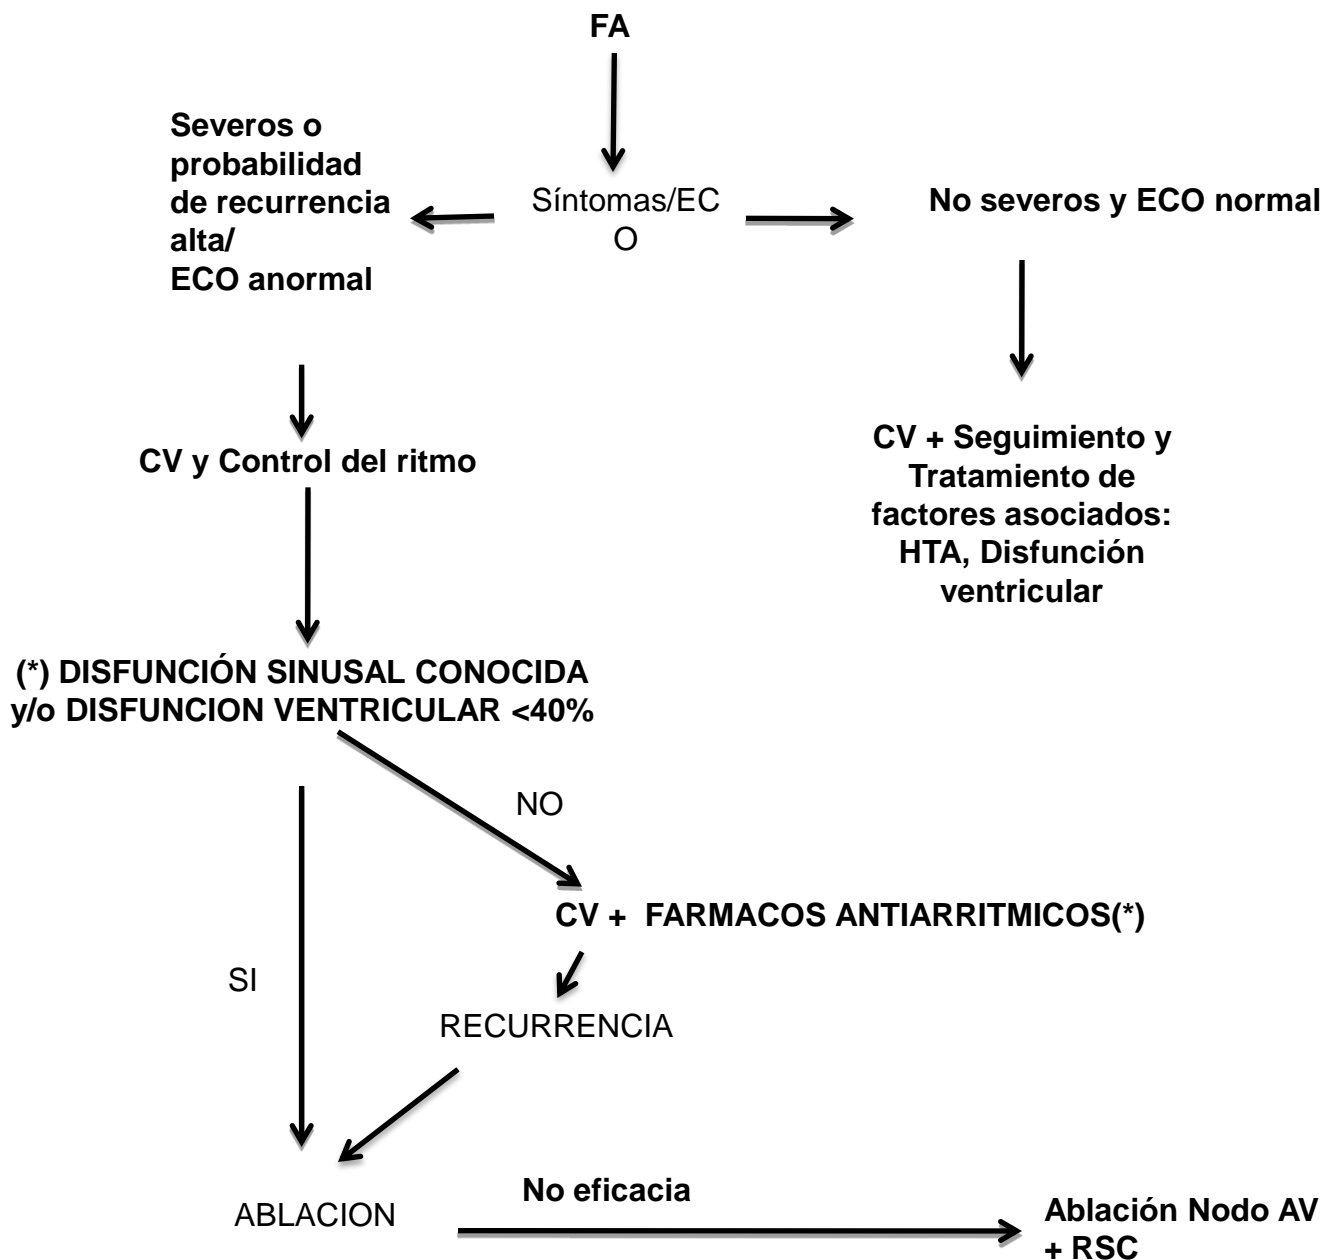 FA
Severos o
probabilidad
de recurrencia
alta/
ECO anormal
Síntomas/EC
O
No severos y ECO normal
CV y Control del ritmo
CV + Seguimiento y
Tratamiento de
factores asociados:
HTA, Disfunción
ventricular
(*) DISFUNCIÓN SINUSAL CONOCIDA
y/o DISFUNCION VENTRICULAR <40%
NO
CV +  FARMACOS ANTIARRITMICOS(*)
SI
RECURRENCIA
ABLACION
No eficacia
Ablación Nodo AV
+ RSC